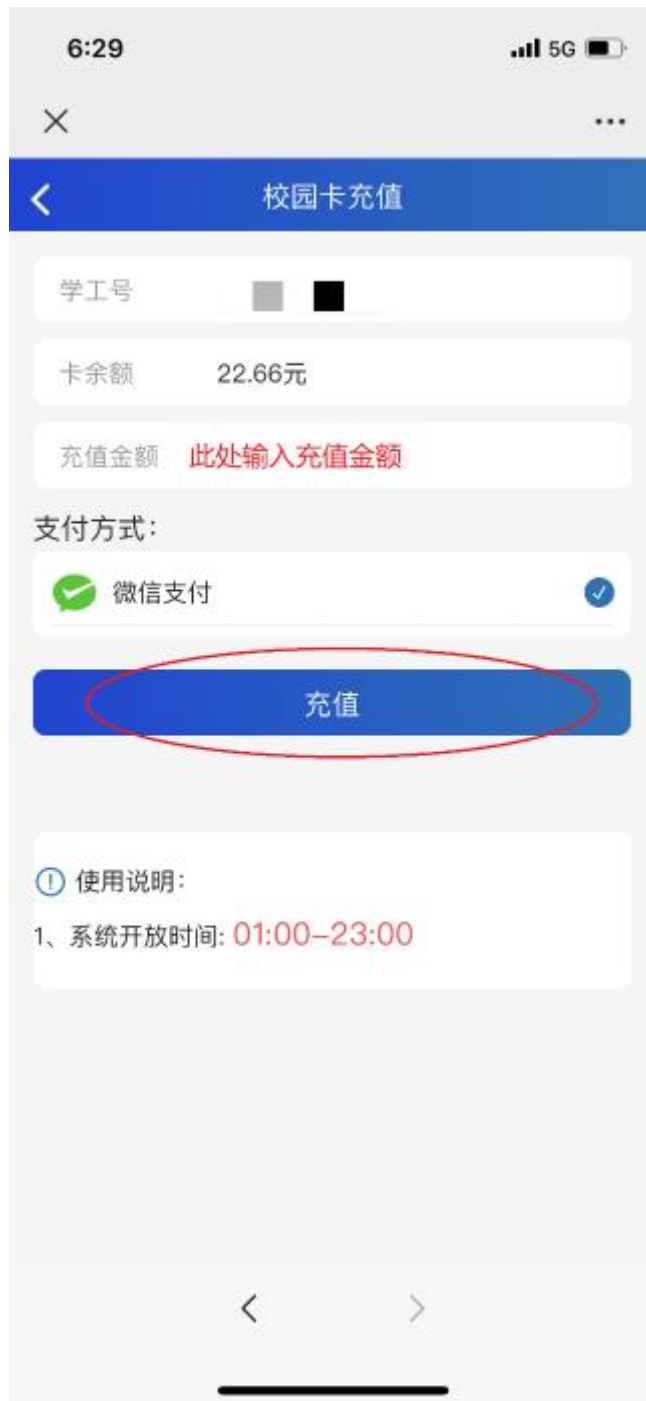 6:29 5G
校园卡充值
学工号
卡余额 22.66元
充值金额 此处输入充值金额
支付方式：
微信支付
充值
使用说明：
1、系统开放时间: 01:00–23:00